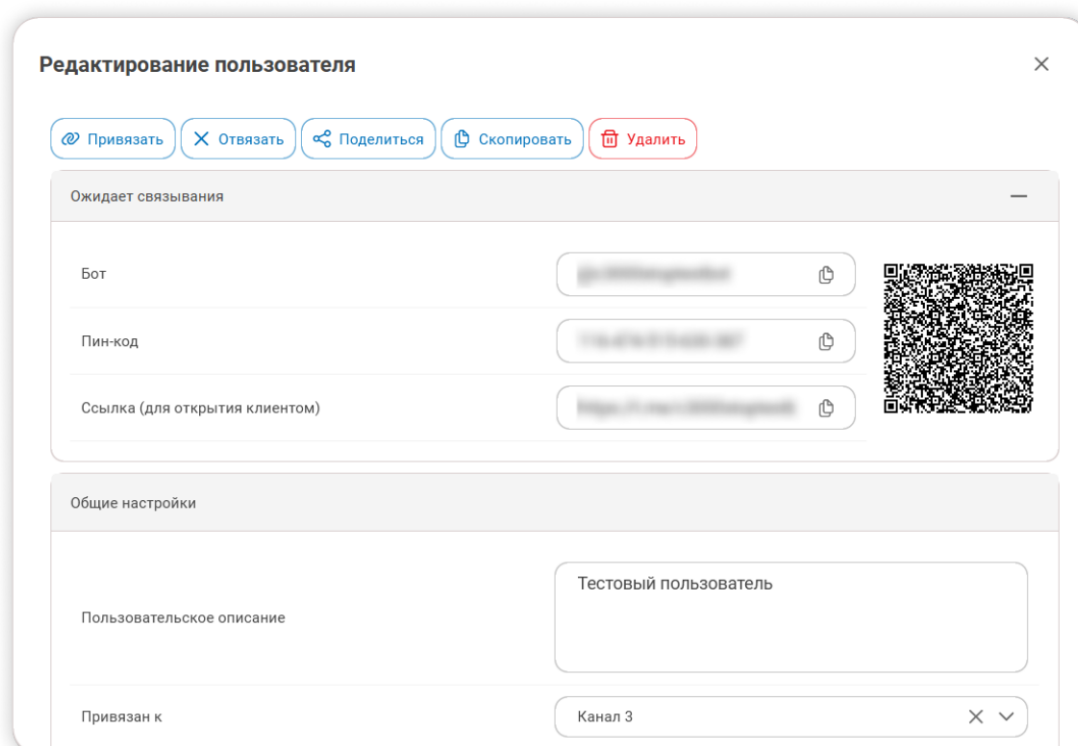 Редактирование пользователя
Привязать Отвязать Поделиться Скопировать Удалить
Ожидает связывания
Бот
Пин-код
Ссылка (для открытия клиентом)
Общие настройки
Тестовый пользователь
Пользовательское описание
Привязан к Канал 3